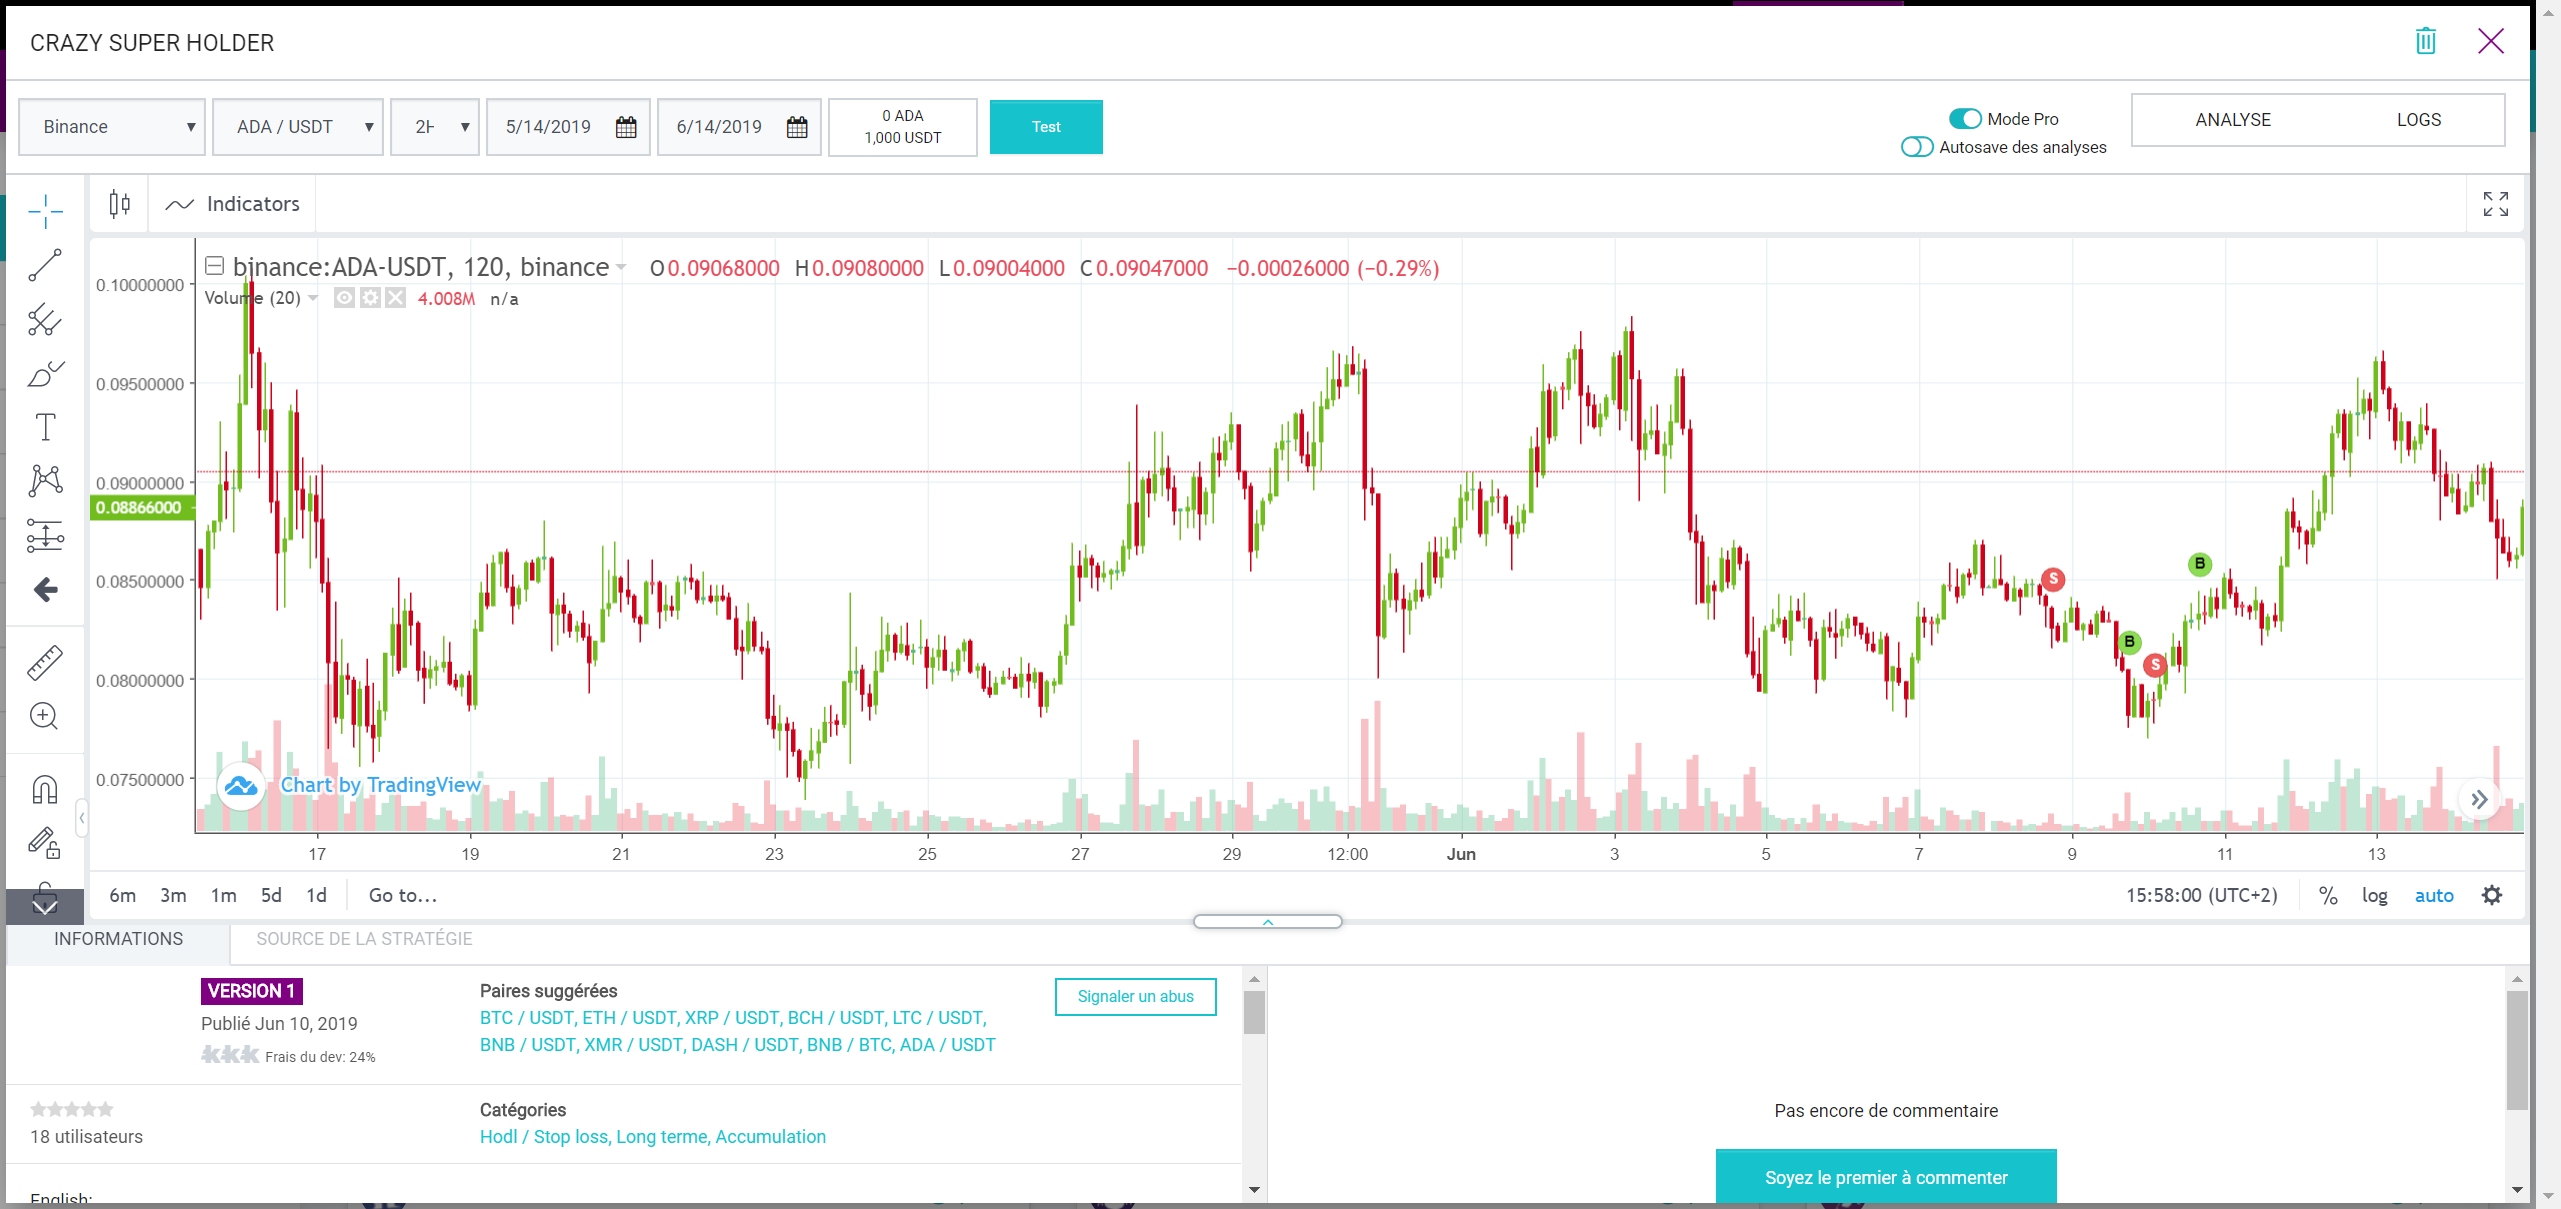 CRAZY SUPER HOLDER
Binance
ADA / USDT
5/14/2019
6/14/2019
0 ADA
1,000 USDT
Test
Mode Pro
Autosave des analyses
ANALYSE
LOGS
Indicators
binance:ADA-USDT, 120, binance O0.09068000 H0.09080000 L0.09004000 C0.09047000 −0.00026000 (−0.29%)
Volume (20) 4.008M n/a
0.10000000
0.09500000
0.09000000
0.08866000
0.08500000
0.08000000
0.07500000
S
B
S
B
Chart by TradingView
17 19 21 23 25 27 29 12:00 Jun 3 5 7 9 11 13
6m 3m 1m 5d 1d Go to...
15:58:00 (UTC+2) % log auto
INFORMATIONS
SOURCE DE LA STRATÉGIE
VERSION 1
Publié Jun 10, 2019
Frais du dev: 24%
Paires suggérées
BTC / USDT, ETH / USDT, XRP / USDT, BCH / USDT, LTC / USDT,
BNB / USDT, XMR / USDT, DASH / USDT, BNB / BTC, ADA / USDT
Signaler un abus
18 utilisateurs
Catégories
Hodl / Stop loss, Long terme, Accumulation
English:
Pas encore de commentaire
Soyez le premier à commenter